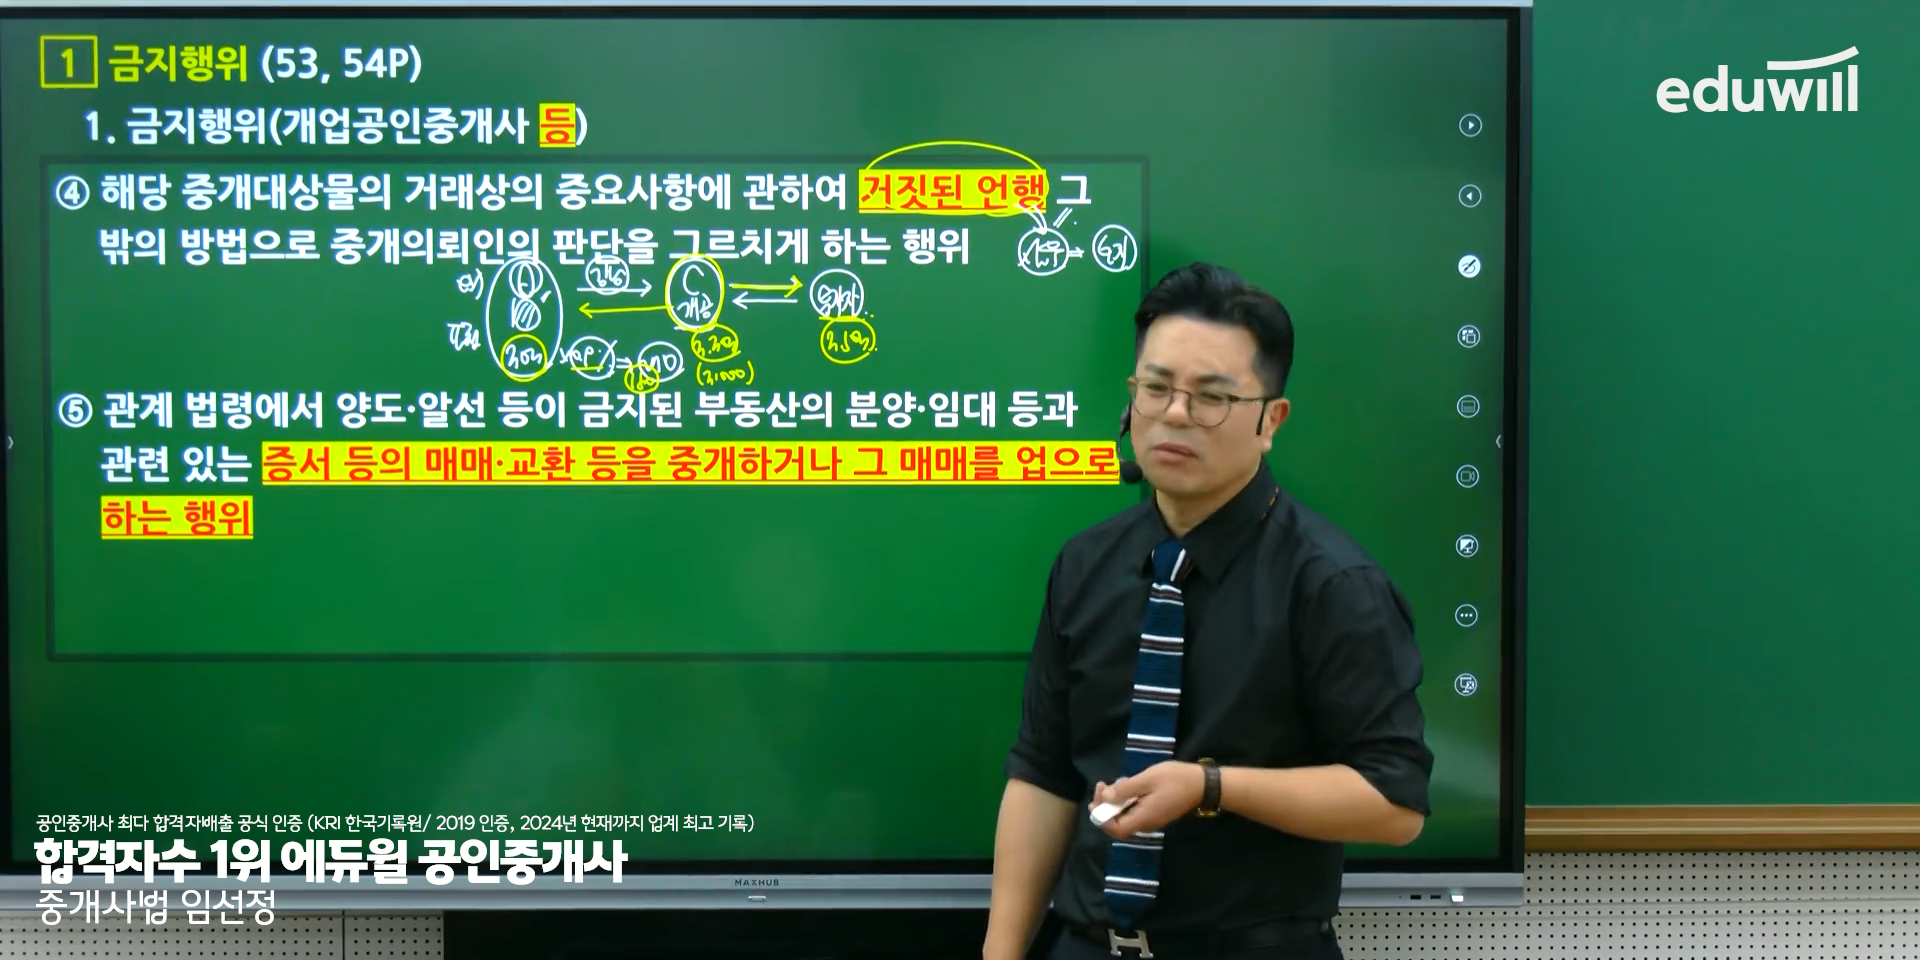 1 금지행위 (53, 54P)
1. 금지행위(개업공인중개사 등)
④ 해당 중개대상물의 거래상의 중요사항에 관하여 거짓된 언행 그
밖의 방법으로 중개의뢰인의 판단을 그르치게 하는 행위
C
개공
매수자
⑤ 관계 법령에서 양도·알선 등이 금지된 부동산의 분양·임대 등과
관련 있는 증서 등의 매매·교환 등을 중개하거나 그 매매를 업으로
하는 행위
eduwill
공인중개사 최다 합격자배출 공식 인증 (KRI 한국기록원/ 2019 인증, 2024년 현재까지 업계 최고 기록)
합격자수 1위 에듀윌 공인중개사
중개사법 임선정
MAXHUB